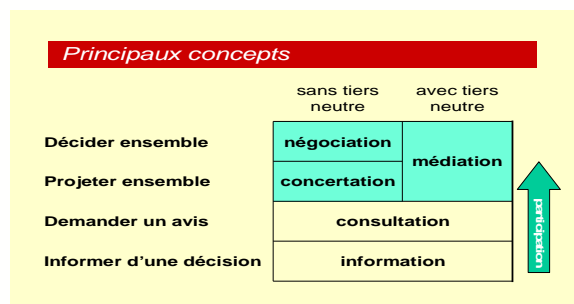 Principaux concepts
sans tiers avec tiers
neutre neutre
Décider ensemble négociation
médiation
Projeter ensemble concertation
Demander un avis consultation
Informer d'une décision information
participation